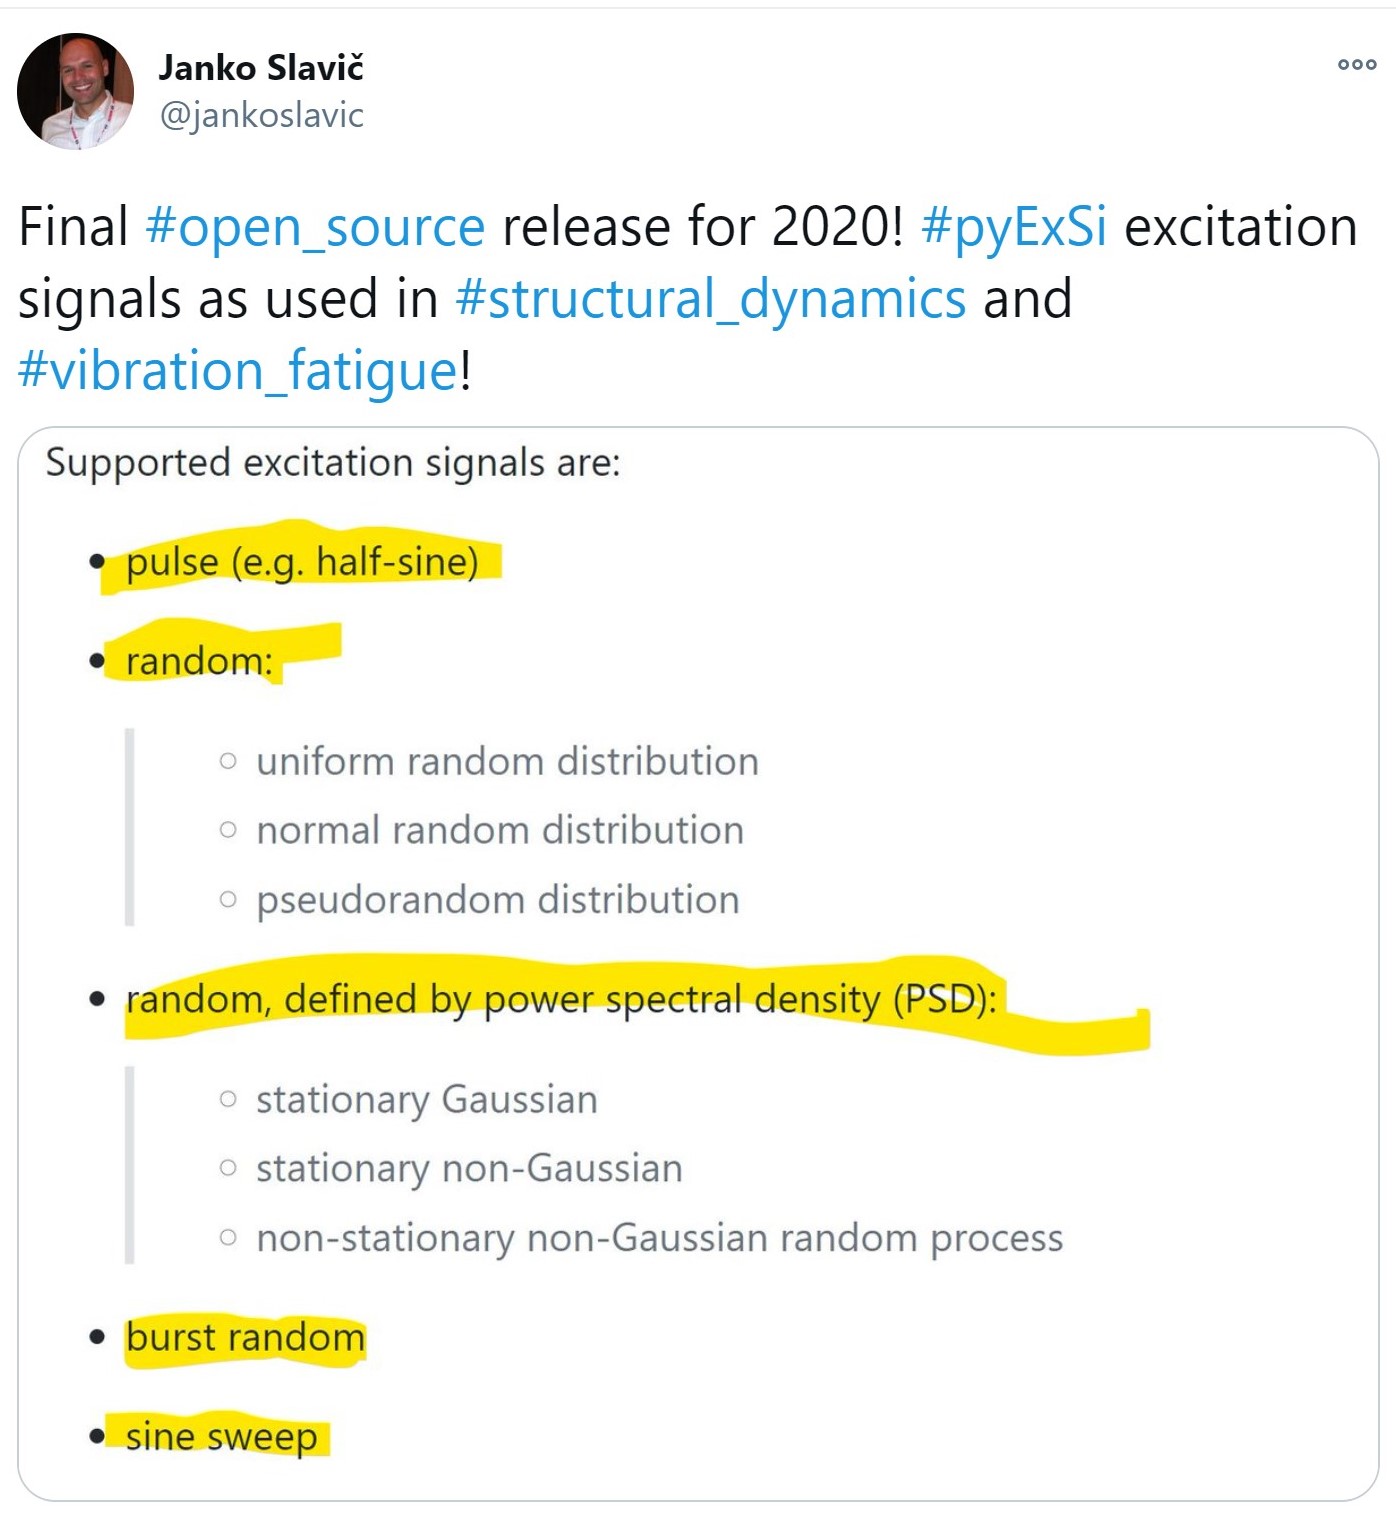 Janko Slavič
@jankoslavic
Final #open_source release for 2020! #pyExSi excitation
signals as used in #structural_dynamics and
#vibration_fatigue!
Supported excitation signals are:
• pulse (e.g. half-sine)
• random:
○ uniform random distribution
○ normal random distribution
○ pseudorandom distribution
• random, defined by power spectral density (PSD):
○ stationary Gaussian
○ stationary non-Gaussian
○ non-stationary non-Gaussian random process
• burst random
• sine sweep